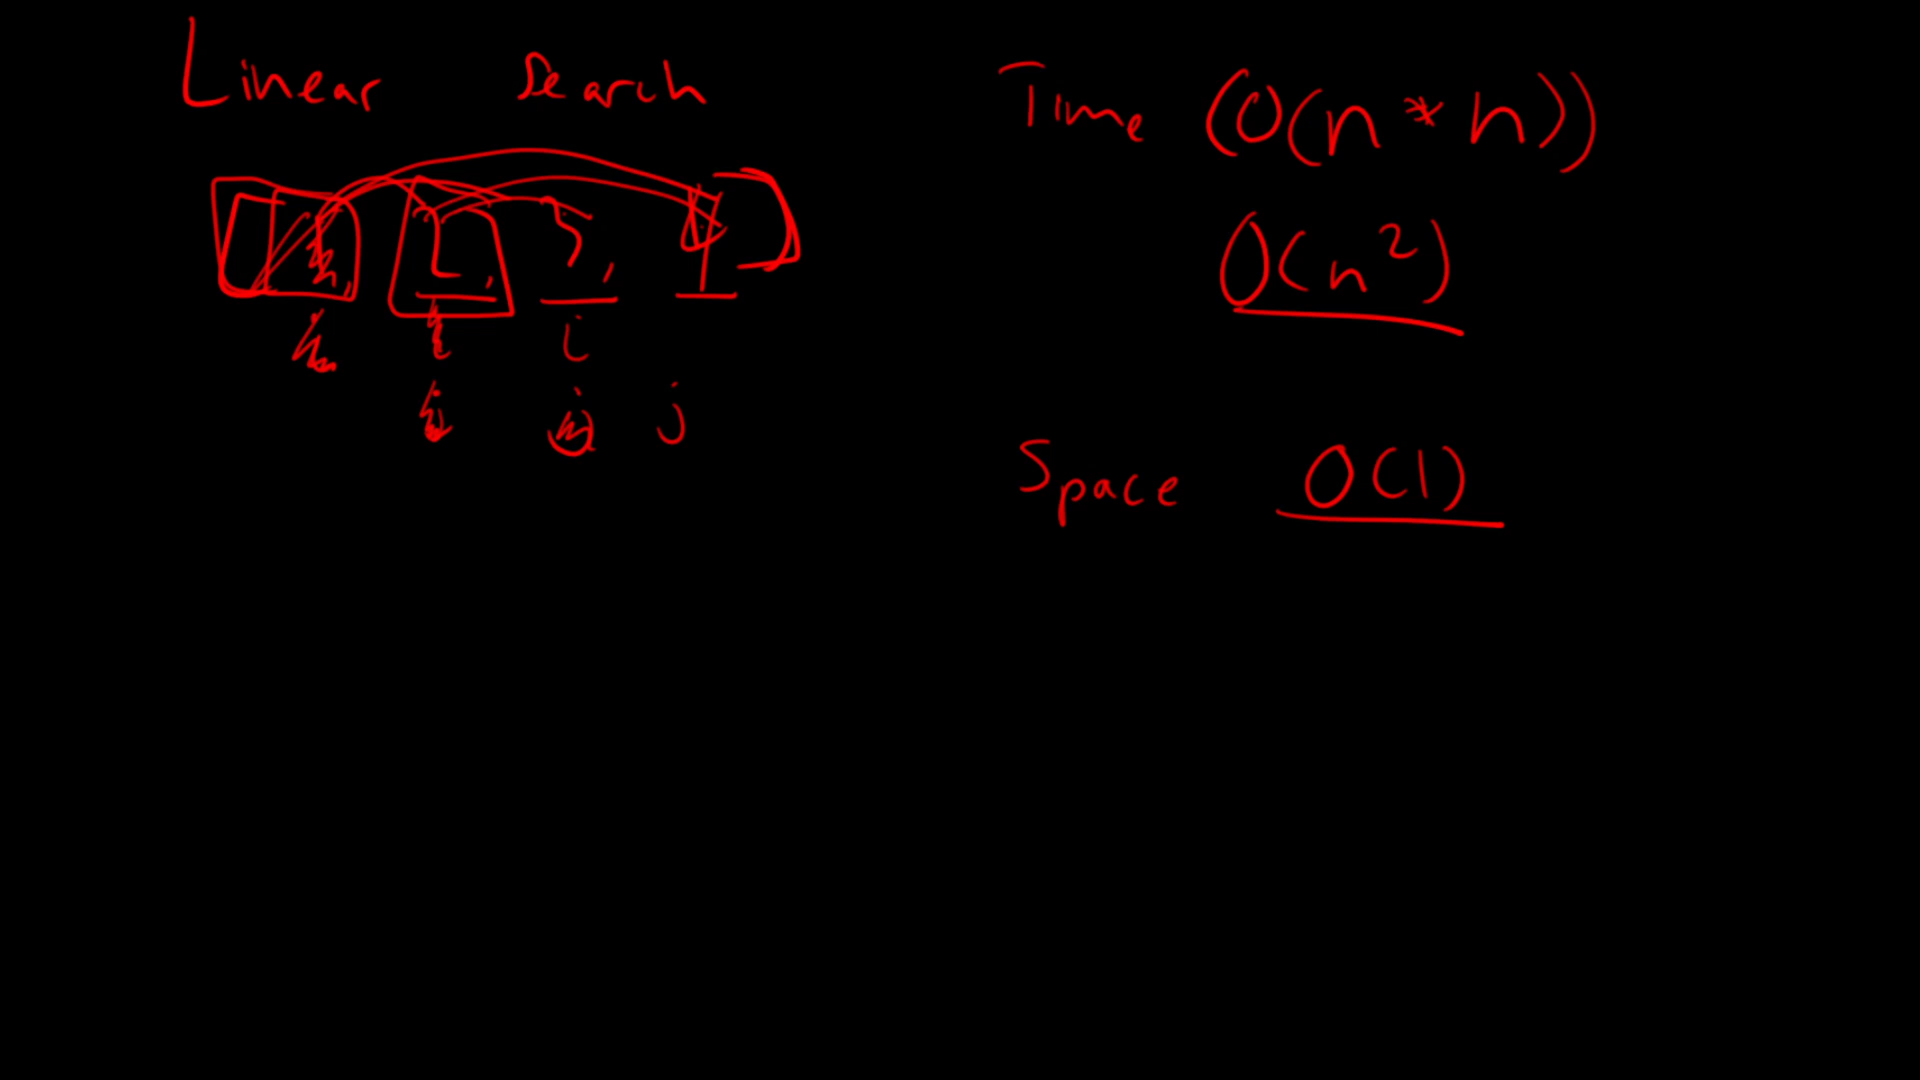 Linear Search
Time (O(n*n))
O(n²)
i
j
Space O(1)